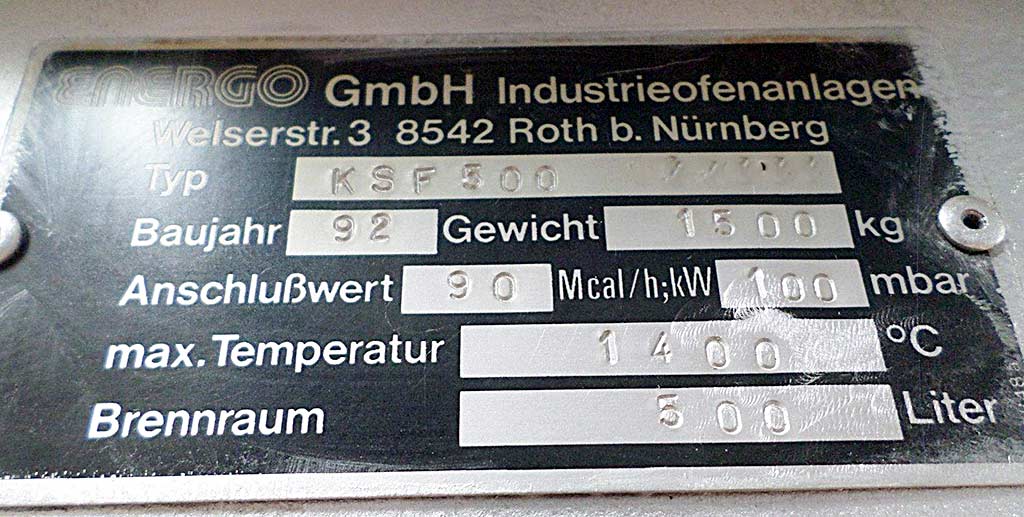 ENERGO GmbH Industrieofenanlagen
Welserstr. 3 8542 Roth b. Nürnberg
Typ KSF 500
Baujahr 92 Gewicht 1500 kg
Anschlußwert 90 Mcal/h;kW 100 mbar
max. Temperatur 1400 °C
Brennraum 500 Liter